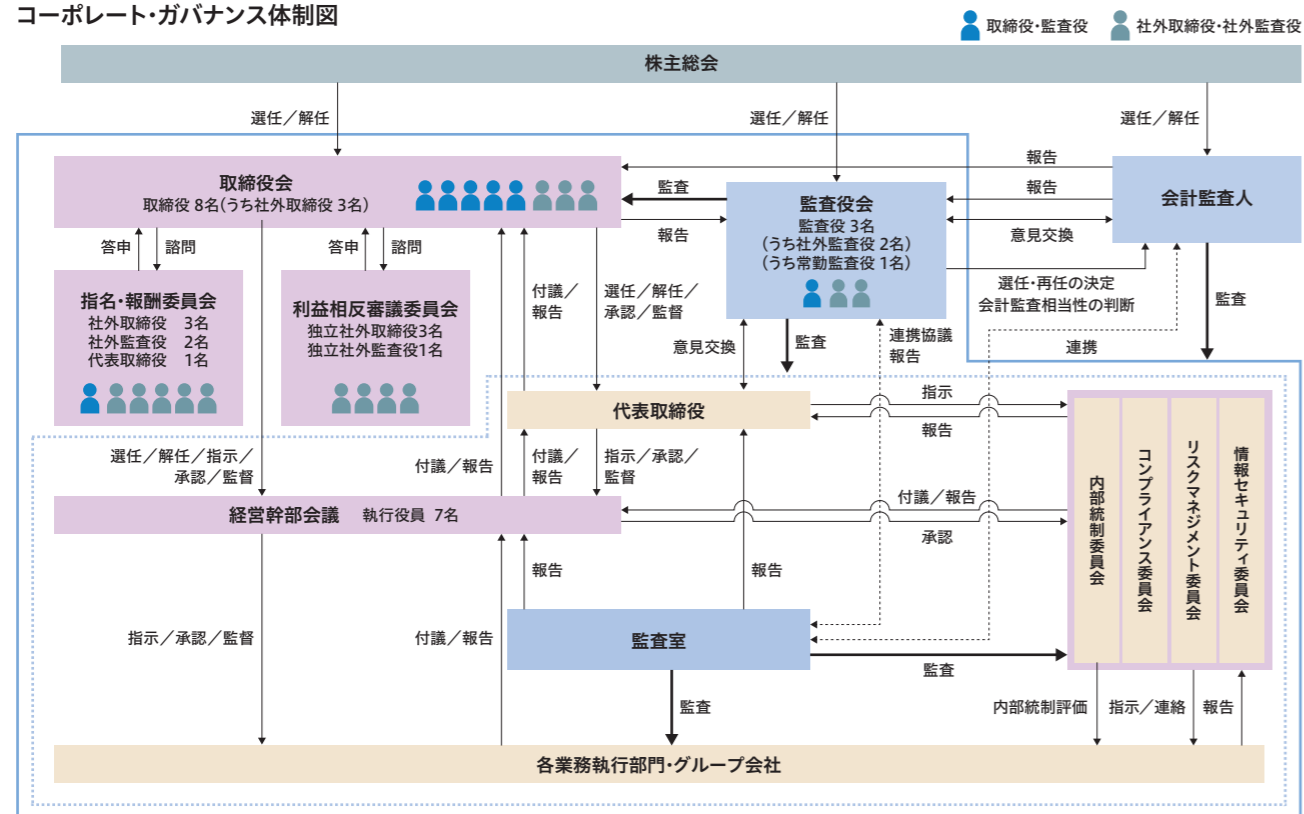 コーポレート・ガバナンス体制図
取締役・監査役
社外取締役・社外監査役
株主総会
選任／解任
選任／解任
選任／解任
取締役会
取締役 8名(うち社外取締役 3名)
監査
報告
監査役会
監査役 3名
(うち社外監査役 2名)
(うち常勤監査役 1名)
報告
報告
意見交換
会計監査人
選任・再任の決定
会計監査相当性の判断
監査
答申
諮問
答申
諮問
指名・報酬委員会
社外取締役 3名
社外監査役 2名
代表取締役 1名
利益相反審議委員会
独立社外取締役3名
独立社外監査役1名
付議／
報告
選任／解任／
承認／監督
意見交換
監査
連携協議
報告
連携
代表取締役
指示
報告
選任／解任／指示／
承認／監督
付議／報告
付議／
報告
指示／承認／
監督
経営幹部会議 執行役員 7名
付議／報告
承認
内部統制委員会
コンプライアンス委員会
リスクマネジメント委員会
情報セキュリティ委員会
報告
報告
指示／承認／監督
付議／報告
監査室
監査
監査
内部統制評価
指示／連絡
報告
各業務執行部門・グループ会社